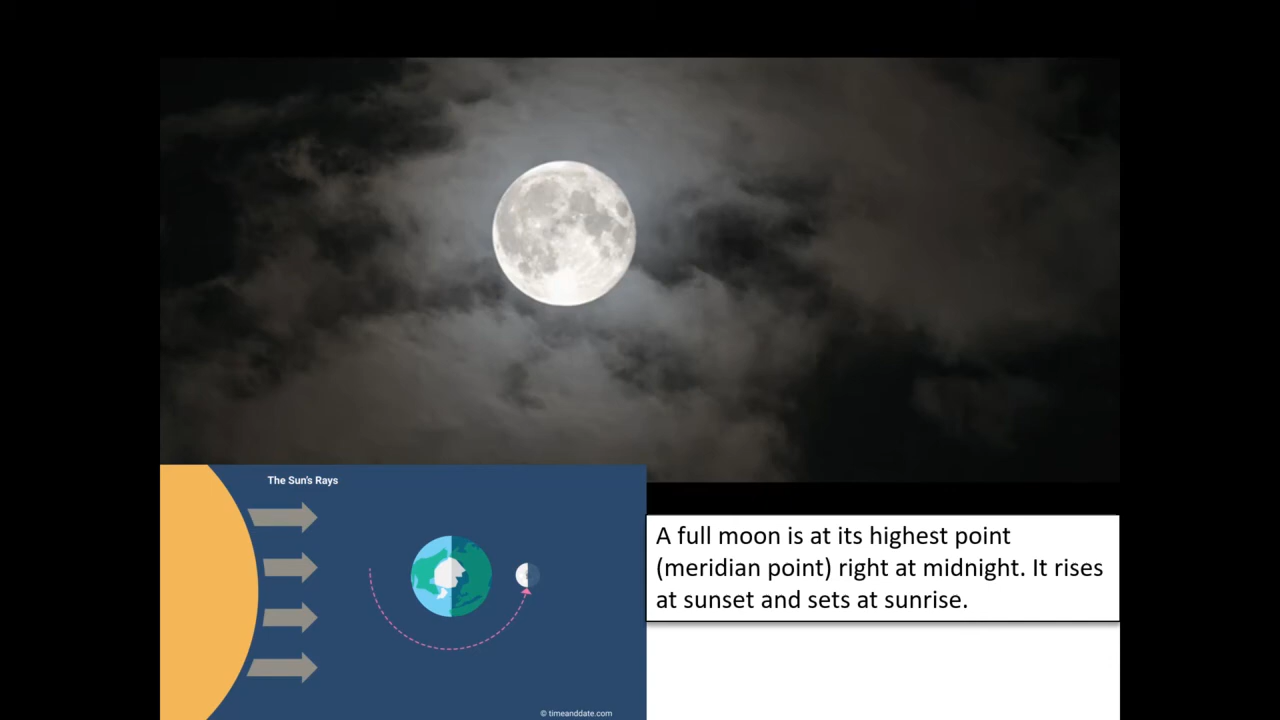 The Sun's Rays
A full moon is at its highest point
(meridian point) right at midnight. It rises
at sunset and sets at sunrise.
© timeanddate.com